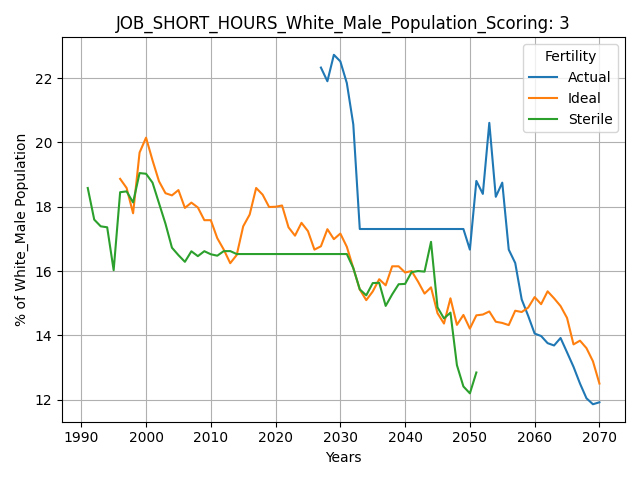 JOB_SHORT_HOURS_White_Male_Population_Scoring: 3
Fertility
Actual
Ideal
Sterile
% of White_Male Population
22
20
18
16
14
12
1990 2000 2010 2020 2030 2040 2050 2060 2070
Years